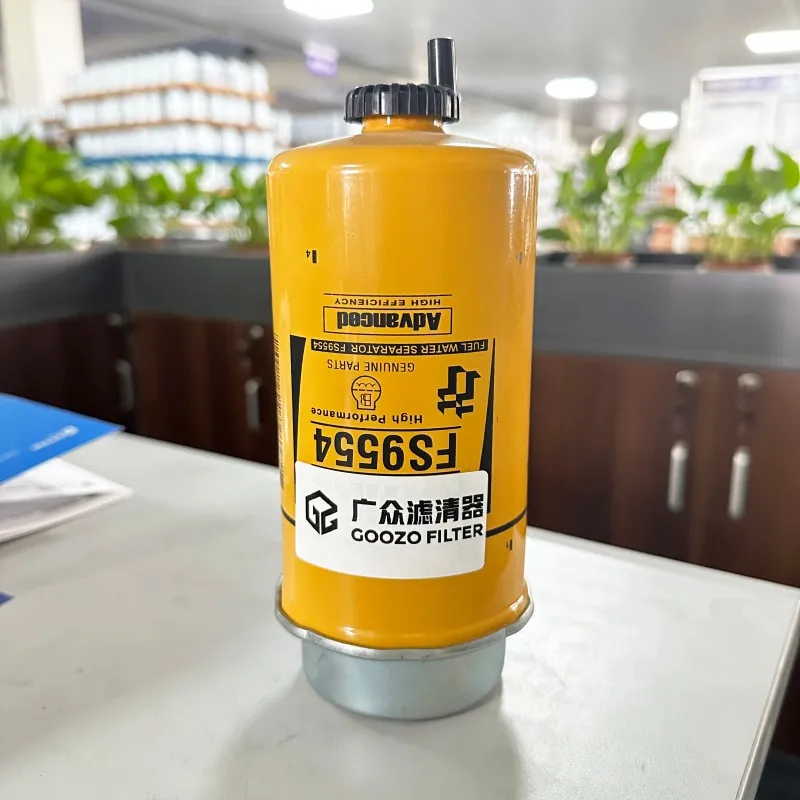 Advanced
HIGH EFFICIENCY
FUEL WATER SEPARATOR FS9554
GENUINE PARTS
High Performance
FS9554
广众滤清器
GOOZO FILTER